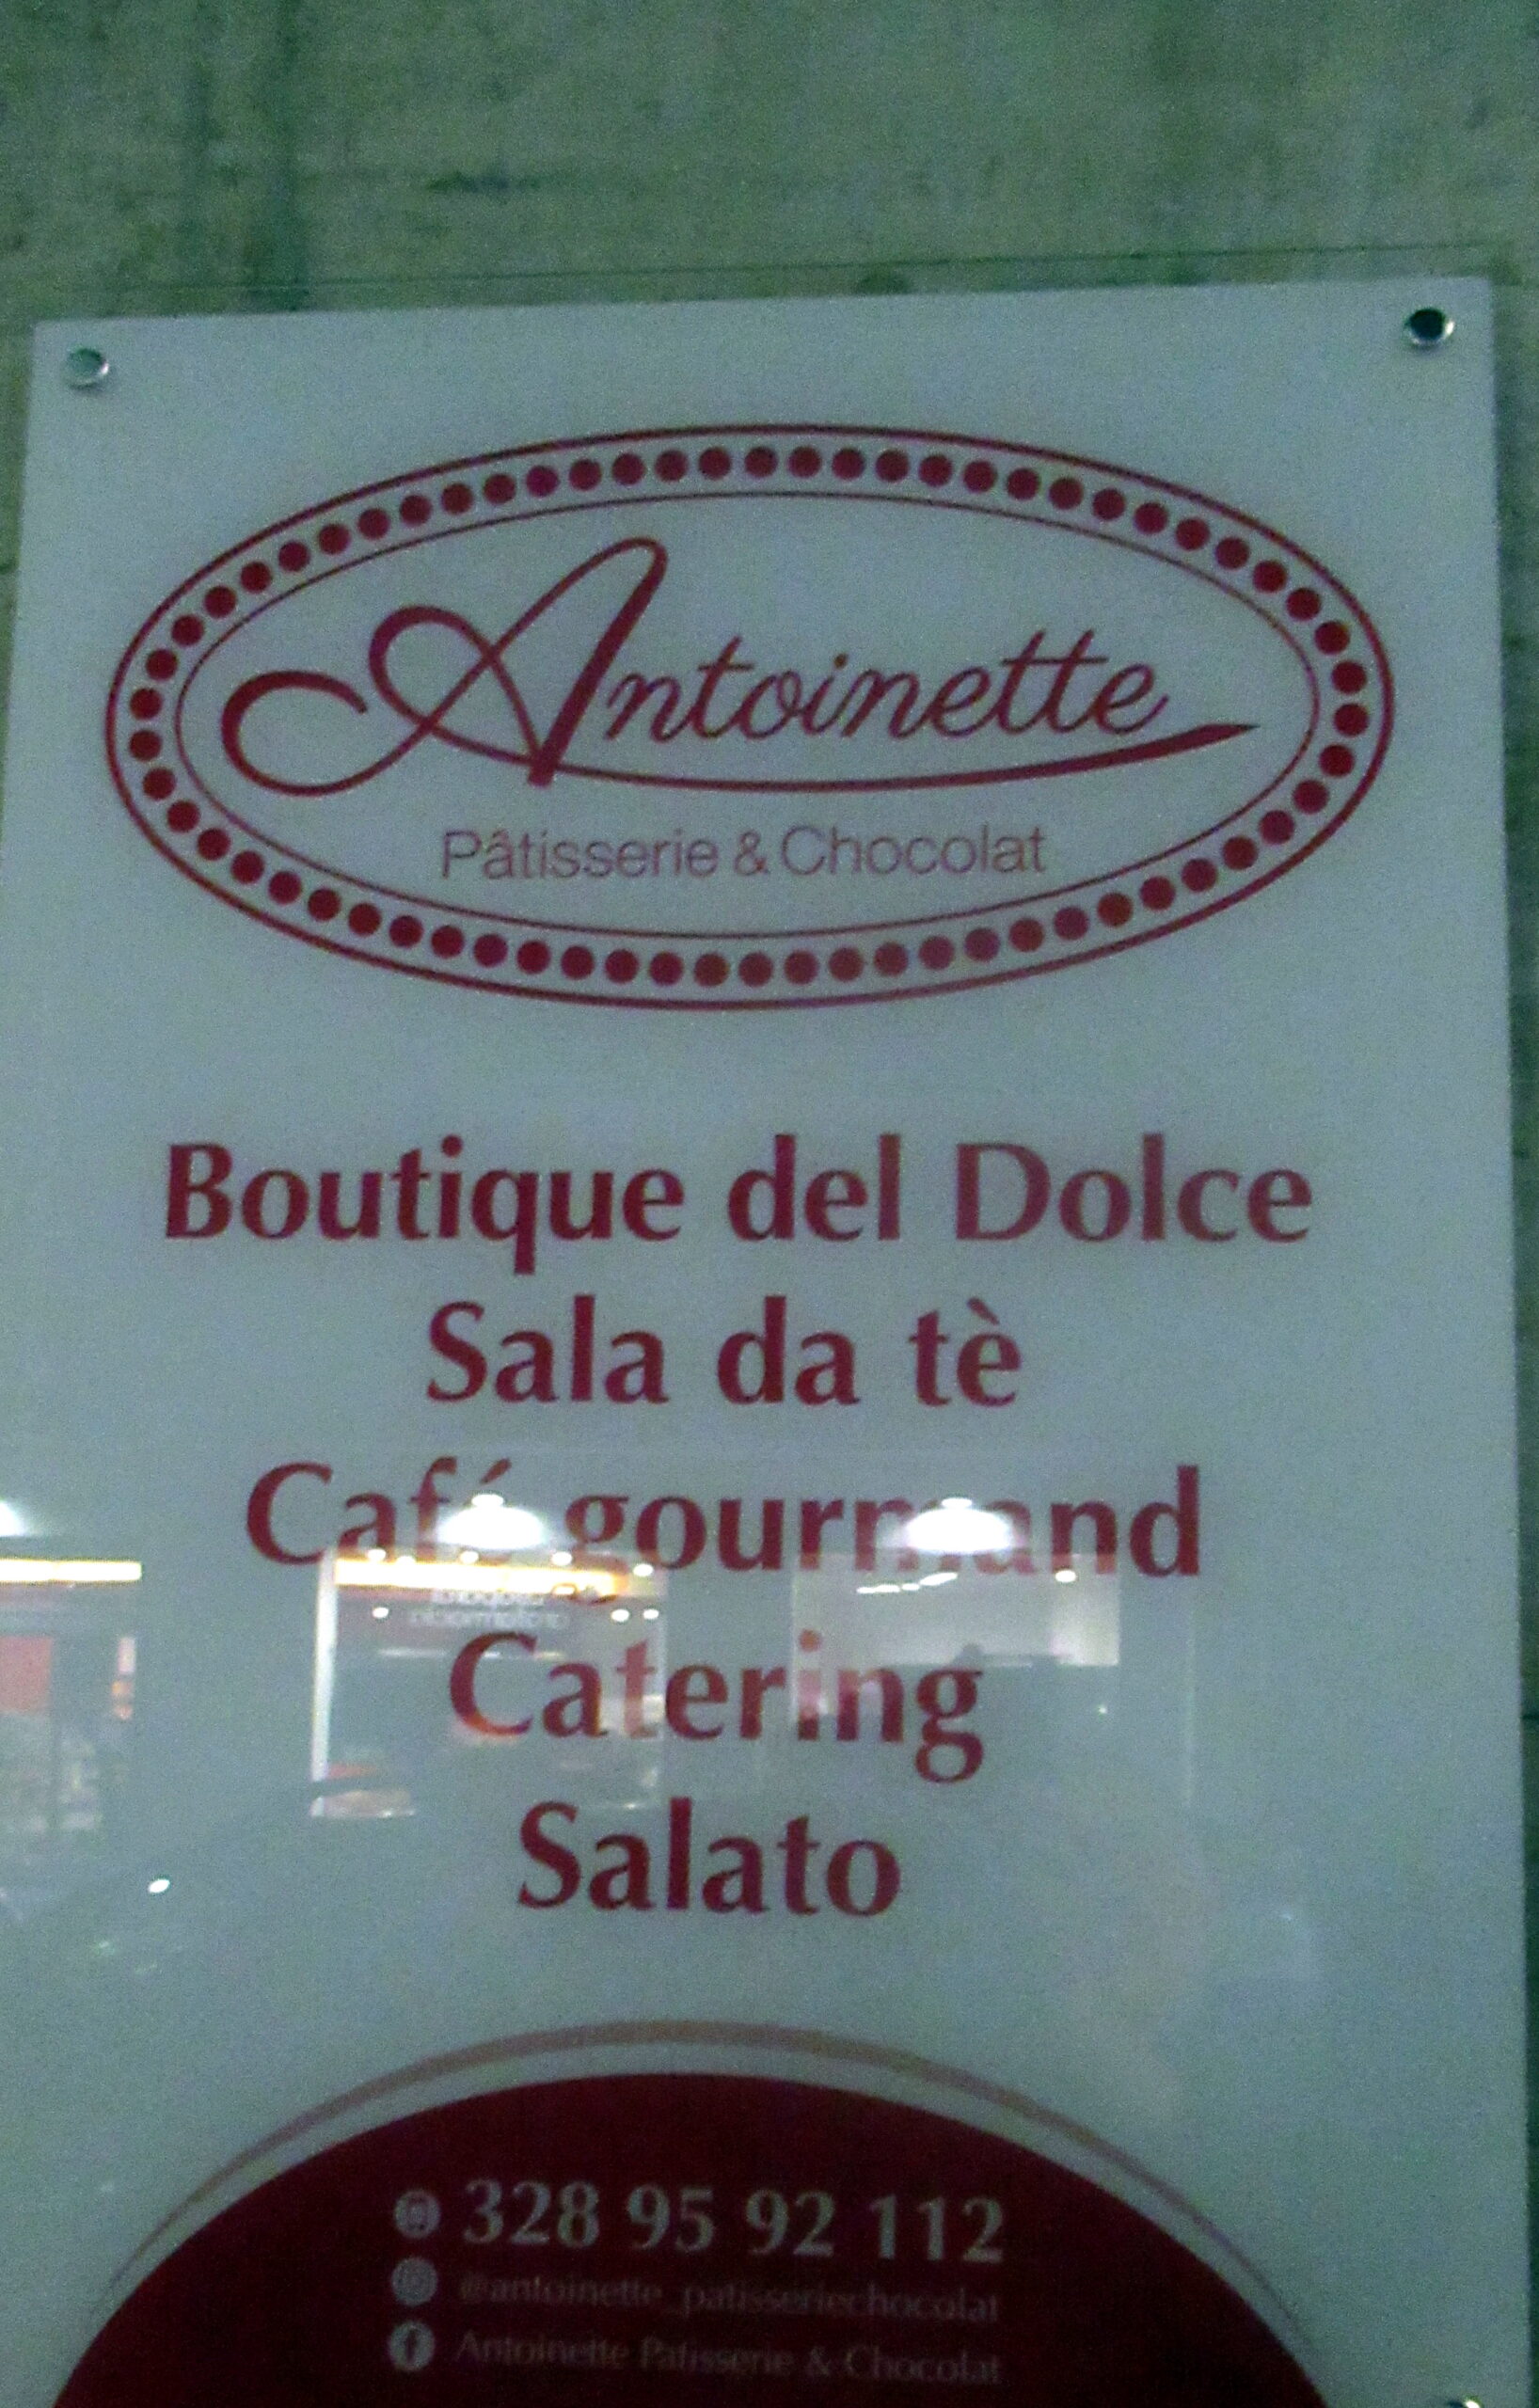 Antoinette
Pâtisserie & Chocolat
Boutique del Dolce
Sala da tè
Café gourmand
Catering
Salato
328 95 92 112
@antoinette_patisseriechocolat
Antoinette Patisserie & Chocolat